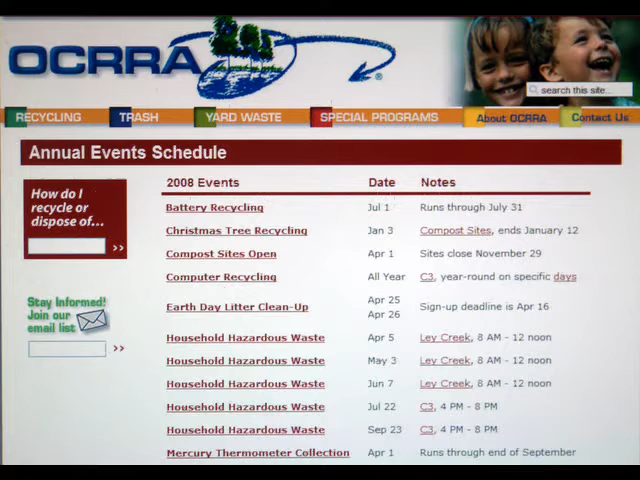 OCRRA
®
search this site...
RECYCLING TRASH YARD WASTE SPECIAL PROGRAMS About OCRRA Contact Us
Annual Events Schedule
How do I
recycle or
dispose of...
>>
Stay Informed!
Join our
email list
>>
2008 Events Date Notes
Battery Recycling Jul 1 Runs through July 31
Christmas Tree Recycling Jan 3 Compost Sites, ends January 12
Compost Sites Open Apr 1 Sites close November 29
Computer Recycling All Year C3, year-round on specific days
Earth Day Litter Clean-Up Apr 25 Apr 26 Sign-up deadline is Apr 16
Household Hazardous Waste Apr 5 Ley Creek, 8 AM - 12 noon
Household Hazardous Waste May 3 Ley Creek, 8 AM - 12 noon
Household Hazardous Waste Jun 7 Ley Creek, 8 AM - 12 noon
Household Hazardous Waste Jul 22 C3, 4 PM - 8 PM
Household Hazardous Waste Sep 23 C3, 4 PM - 8 PM
Mercury Thermometer Collection Apr 1 Runs through end of September